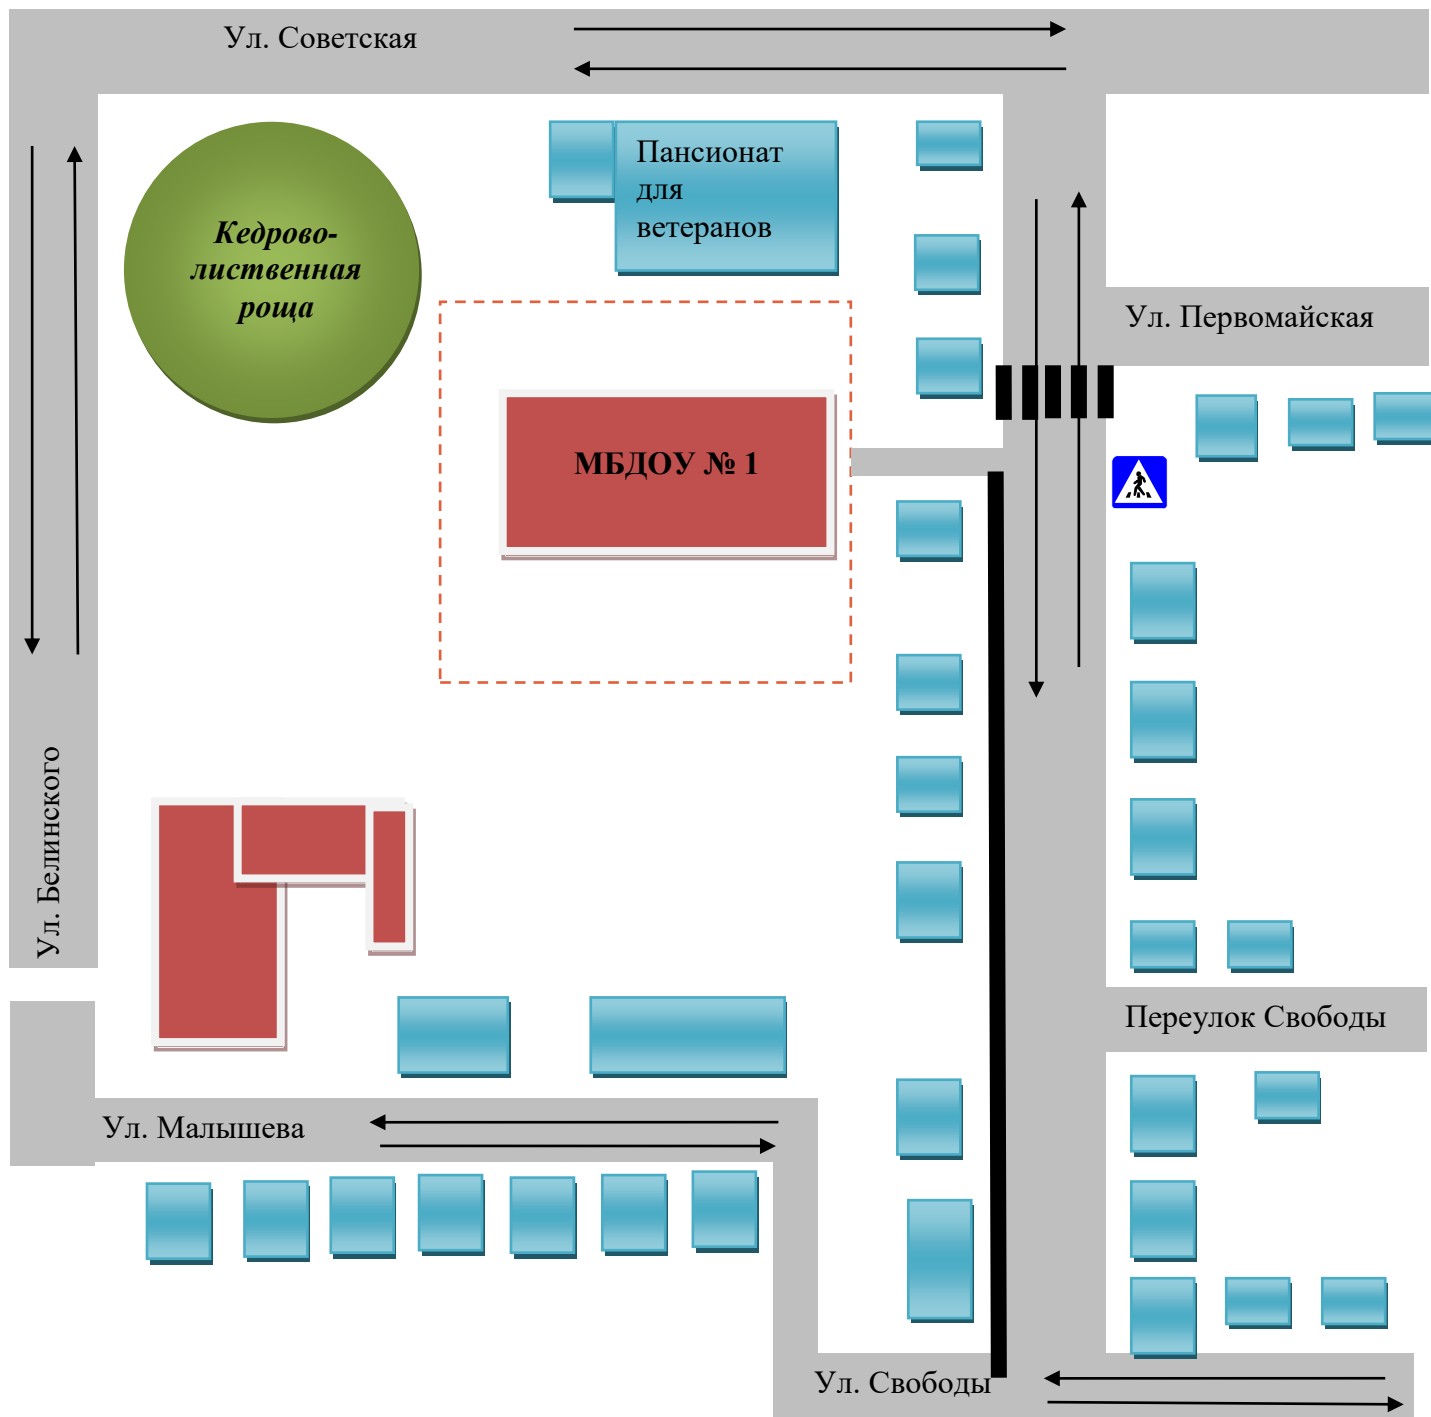 Ул. Советская
Пансионат
для
ветеранов
Кедрово-
лиственная
роща
Ул. Первомайская
МБДОУ № 1
Ул. Белинского
Переулок Свободы
Ул. Малышева
Ул. Свободы